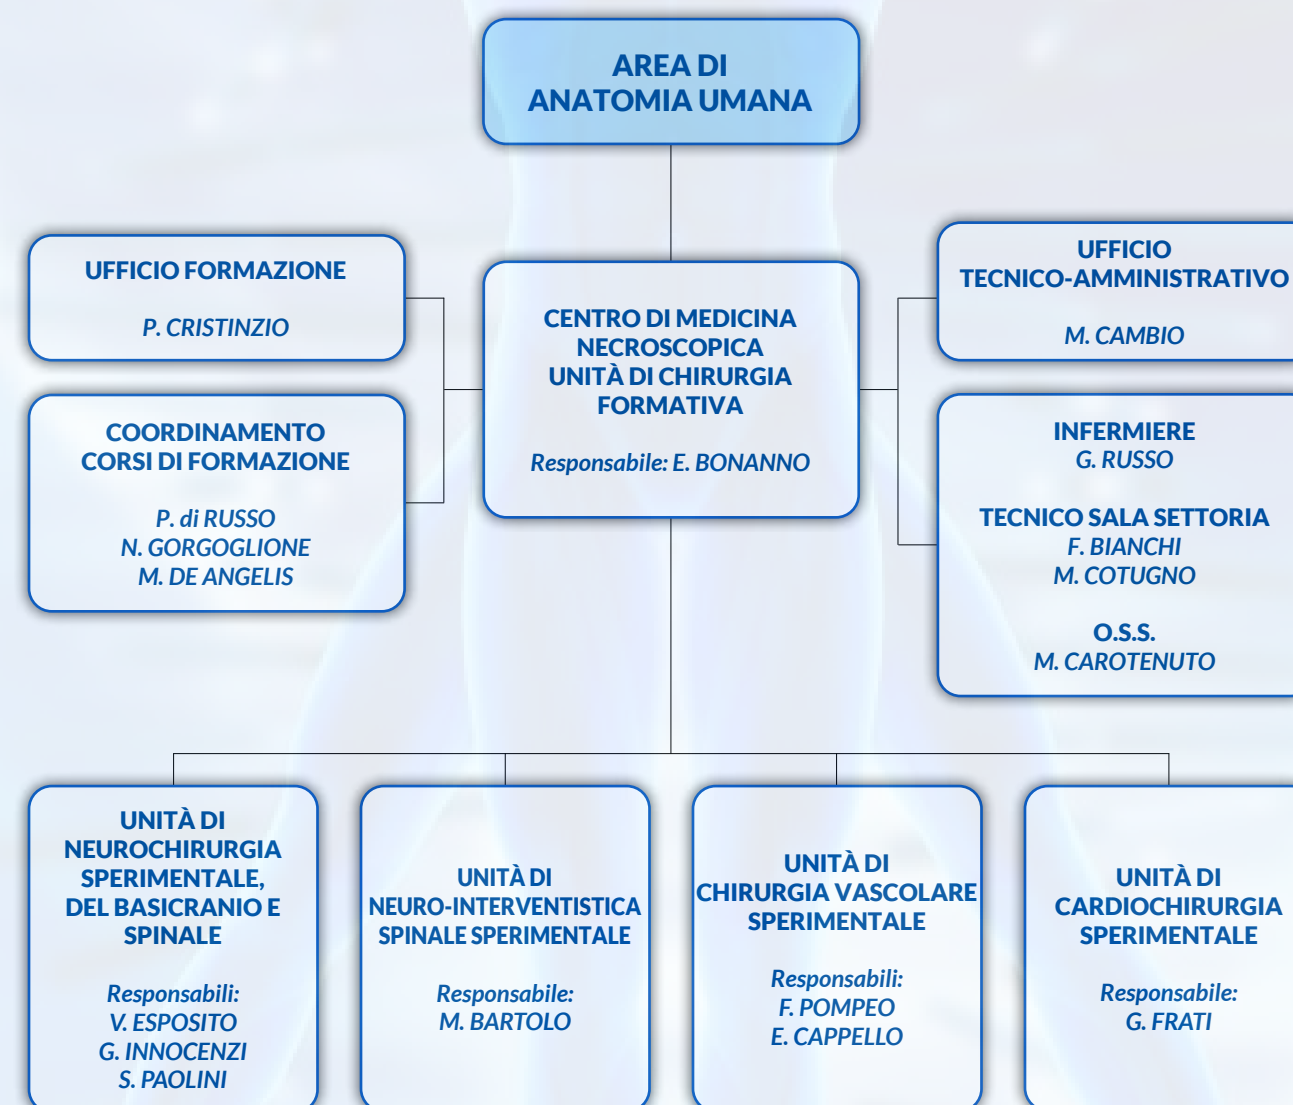 AREA DI
ANATOMIA UMANA
UFFICIO FORMAZIONE
P. CRISTINZIO
COORDINAMENTO
CORSI DI FORMAZIONE
P. di RUSSO
N. GORGOGLIONE
M. DE ANGELIS
CENTRO DI MEDICINA
NECROSCOPICA
UNITÀ DI CHIRURGIA
FORMATIVA
Responsabile: E. BONANNO
UFFICIO
TECNICO-AMMINISTRATIVO
M. CAMBIO
INFERMIERE
G. RUSSO
TECNICO SALA SETTORIA
F. BIANCHI
M. COTUGNO
O.S.S.
M. CAROTENUTO
UNITÀ DI
NEUROCHIRURGIA
SPERIMENTALE,
DEL BASICRANIO E
SPINALE
Responsabili:
V. ESPOSITO
G. INNOCENZI
S. PAOLINI
UNITÀ DI
NEURO-INTERVENTISTICA
SPINALE SPERIMENTALE
Responsabile:
M. BARTOLO
UNITÀ DI
CHIRURGIA VASCOLARE
SPERIMENTALE
Responsabili:
F. POMPEO
E. CAPPELLO
UNITÀ DI
CARDIOCHIRURGIA
SPERIMENTALE
Responsabile:
G. FRATI